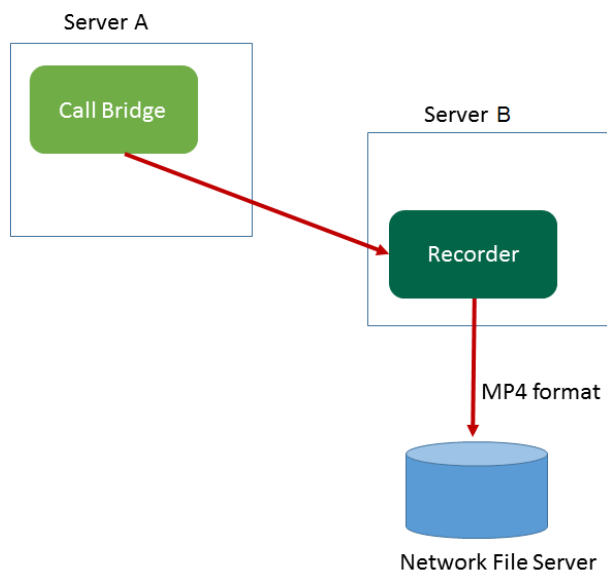 Server A
Call Bridge
Server B
Recorder
MP4 format
Network File Server